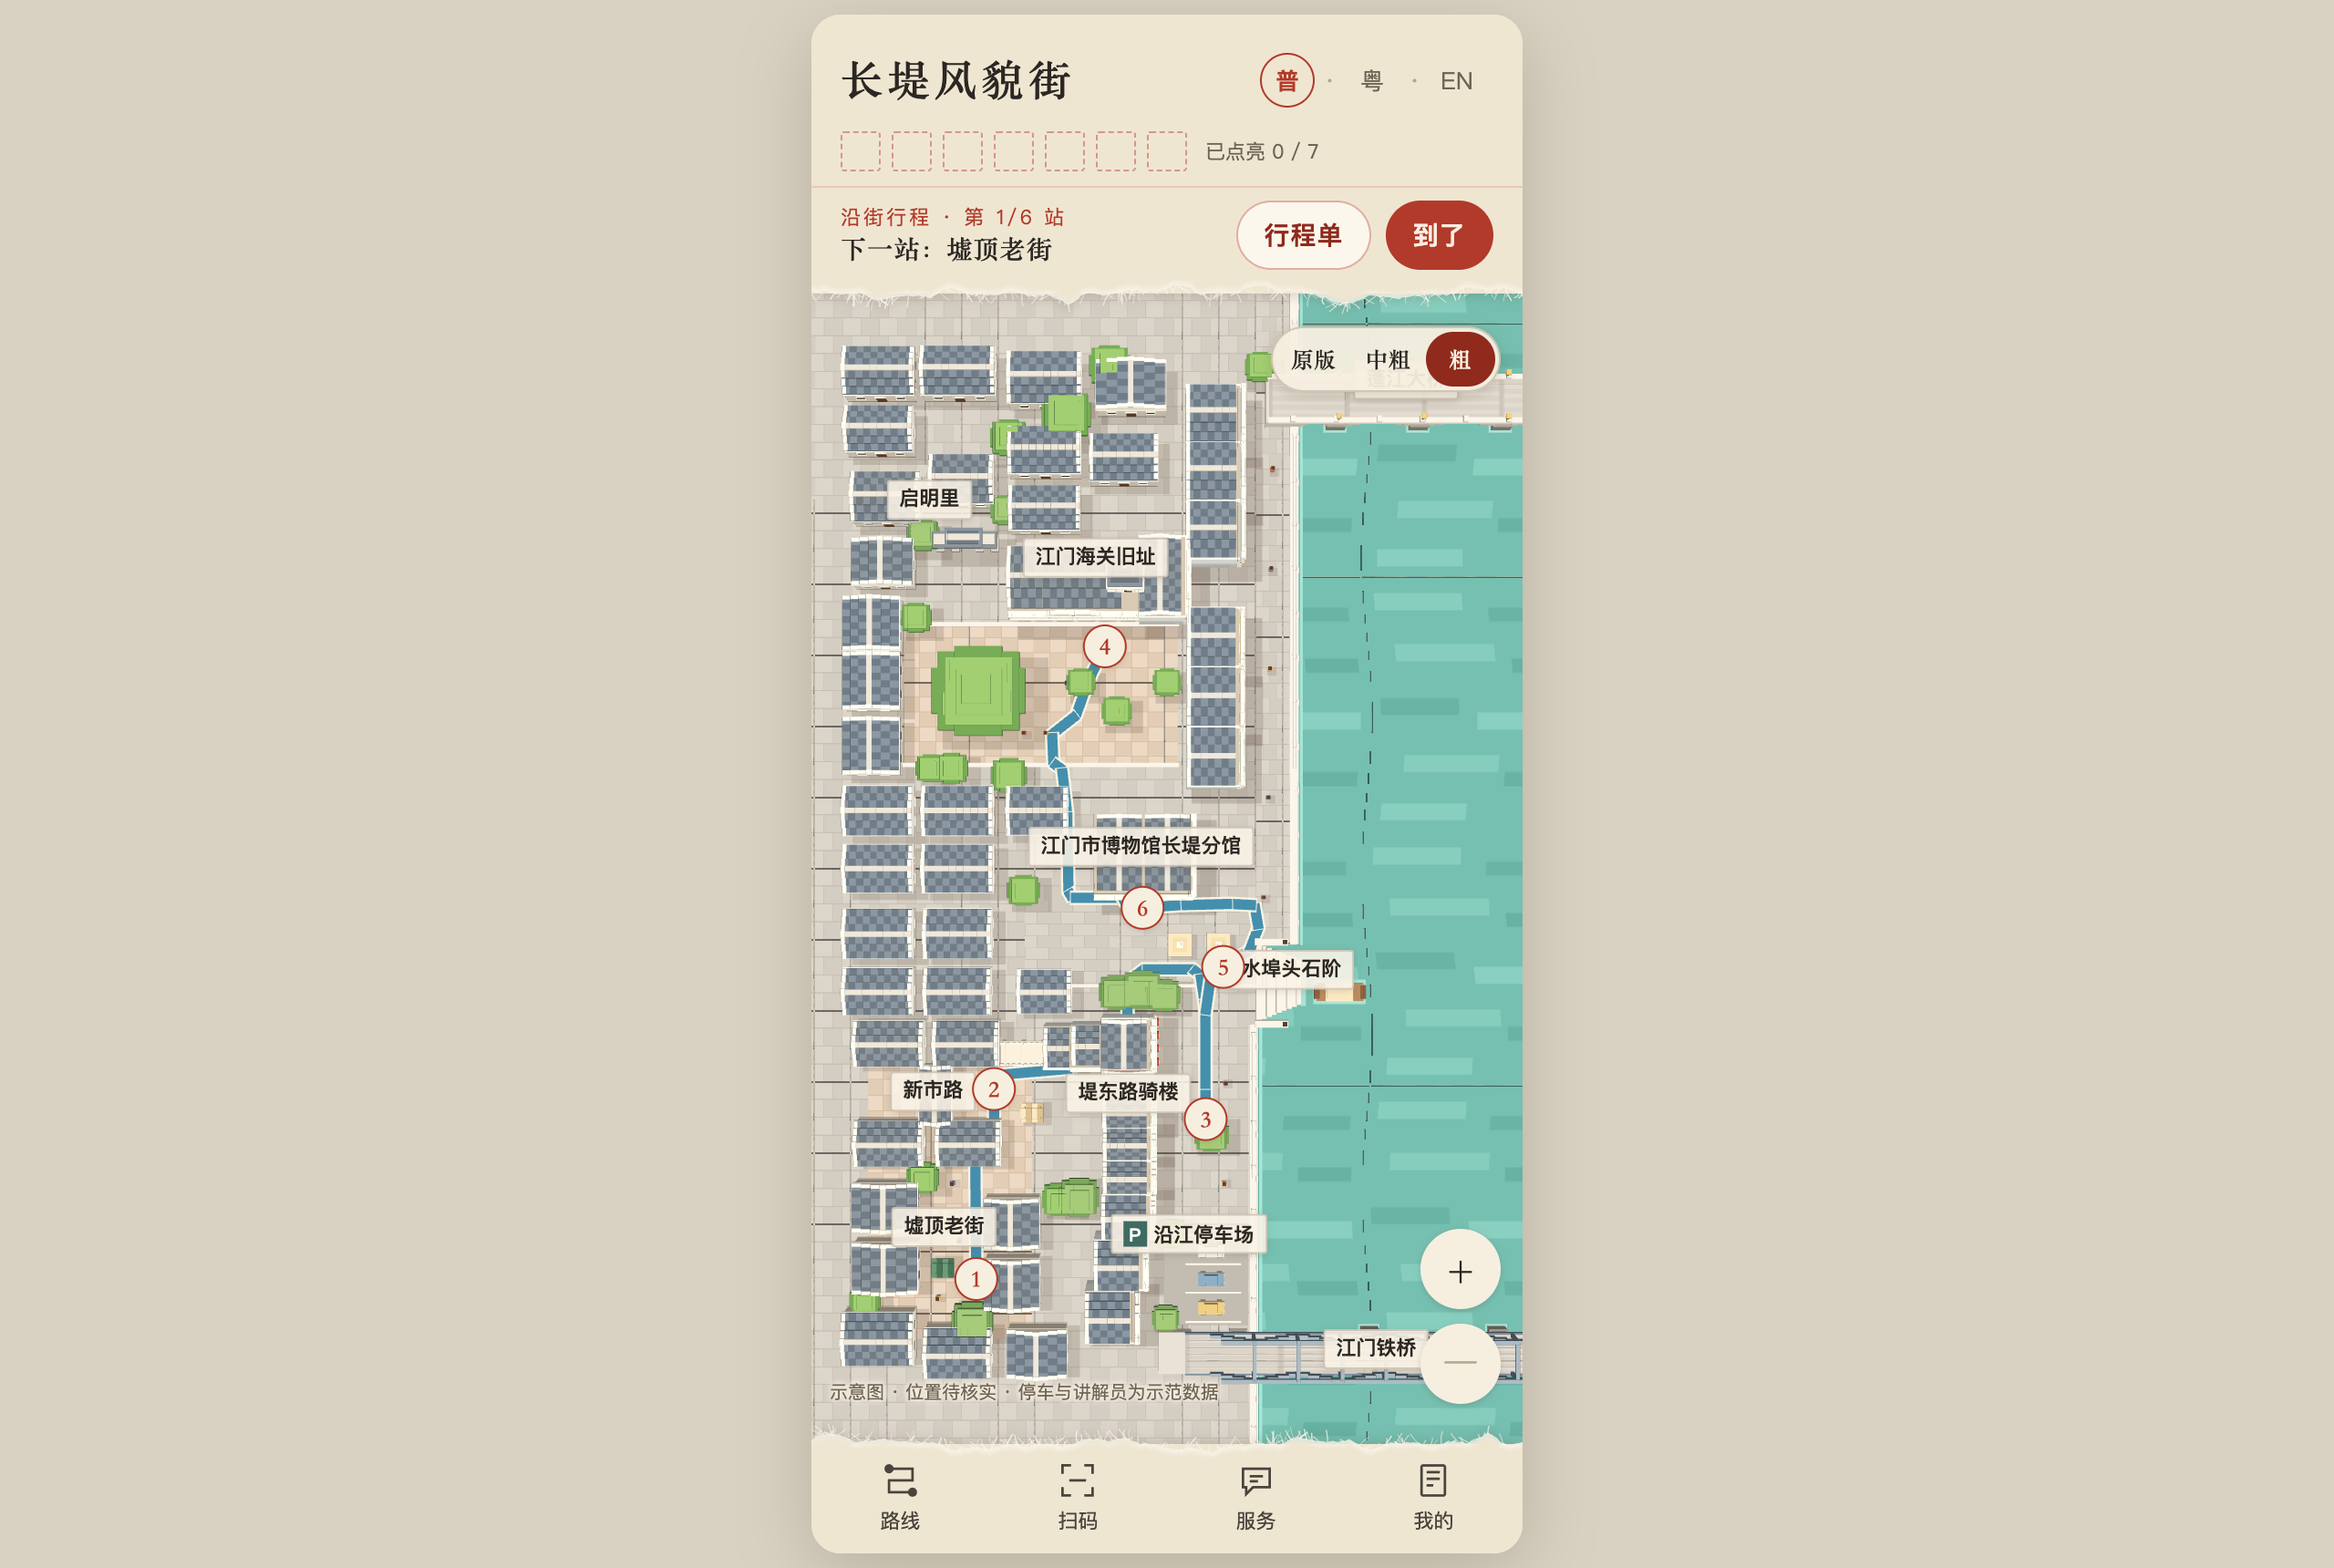 长堤风貌街
普 · 粤 · EN
已点亮 0 / 7
沿街行程 · 第 1/6 站
下一站：墟顶老街
行程单
到了
原版 中粗 粗
启明里
江门海关旧址
4
江门市博物馆长堤分馆
6
5
水埠头石阶
新市路
2
堤东路骑楼
3
墟顶老街
P 沿江停车场
1
江门铁桥
+
—
示意图 · 位置待核实 · 停车与讲解员为示范数据
路线
扫码
服务
我的